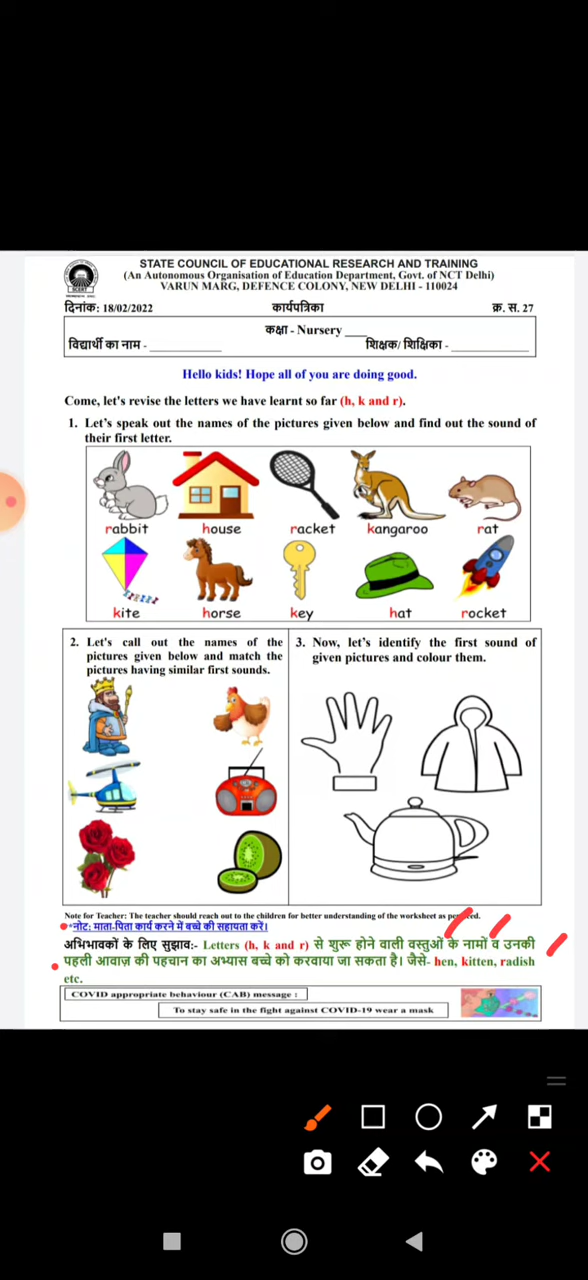 STATE COUNCIL OF EDUCATIONAL RESEARCH AND TRAINING
(An Autonomous Organisation of Education Department, Govt. of NCT Delhi)
VARUN MARG, DEFENCE COLONY, NEW DELHI - 110024
SCERT
दिनांक: 18/02/2022 कार्यपत्रिका क्र. स. 27
कक्षा - Nursery ___
विद्यार्थी का नाम - ____________ शिक्षक/ शिक्षिका - ____________
Hello kids! Hope all of you are doing good.
Come, let's revise the letters we have learnt so far (h, k and r).
1. Let's speak out the names of the pictures given below and find out the sound of
their first letter.
rabbit house racket kangaroo rat
kite horse key hat rocket
2. Let's call out the names of the
pictures given below and match the
pictures having similar first sounds.
3. Now, let's identify the first sound of
given pictures and colour them.
Note for Teacher: The teacher should reach out to the children for better understanding of the worksheet as
*नोट: माता-पिता कार्य करने में बच्चे की सहायता करें।
अभिभावकों के लिए सुझाव:- Letters (h, k and r) से शुरू होने वाली वस्तुओं के नामों व उनकी
पहली आवाज़ की पहचान का अभ्यास बच्चे को करवाया जा सकता है। जैसे- hen, kitten, radish
etc.
COVID appropriate behaviour (CAB) message :
To stay safe in the fight against COVID-19 wear a mask